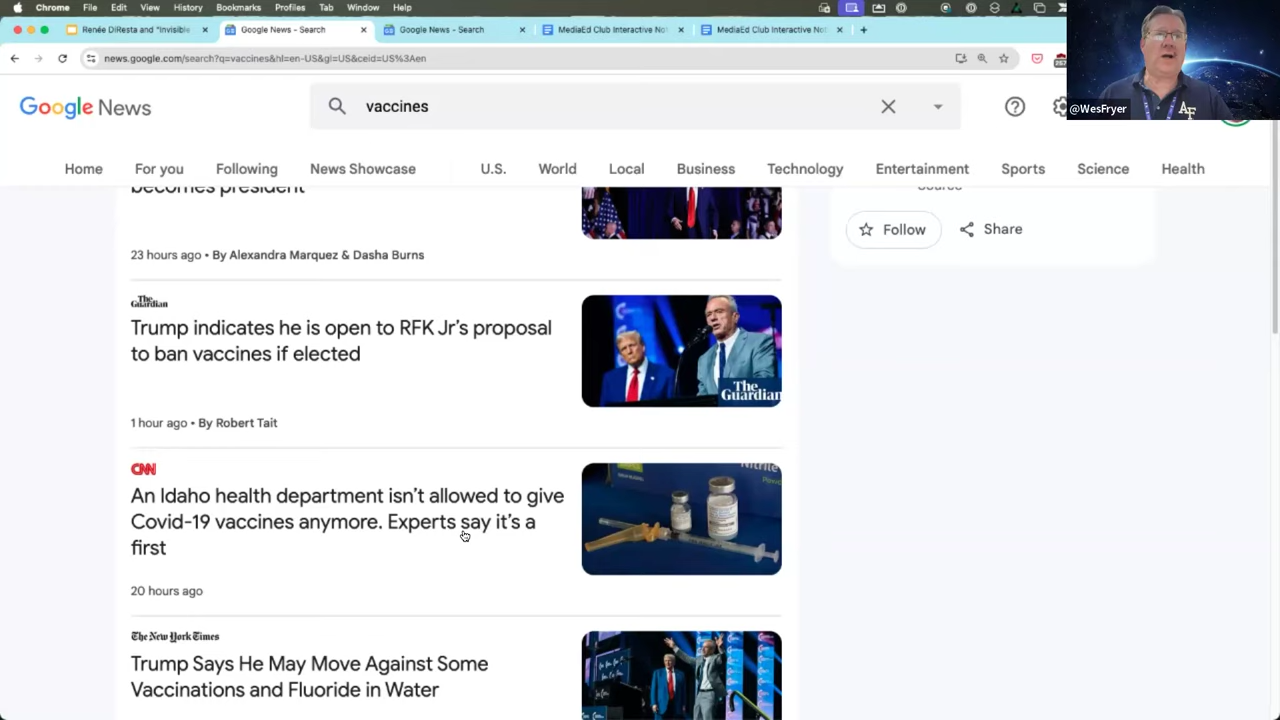 Chrome File Edit View History Bookmarks Profiles Tab Window Help
Renée DiResta and "Invisible
Google News - Search
Google News - Search
MediaEd Club Interactive No
MediaEd Club Interactive No
news.google.com/search?q=vaccines&hl=en-US&gl=US&ceid=US%3Aen
@WesFryer
AF
Google News
vaccines
Home For you Following News Showcase U.S. World Local Business Technology Entertainment Sports Science Health
becomes president
Source
Follow
Share
23 hours ago • By Alexandra Marquez & Dasha Burns
The Guardian
Trump indicates he is open to RFK Jr's proposal
to ban vaccines if elected
The Guardian
1 hour ago • By Robert Tait
CNN
An Idaho health department isn't allowed to give
Covid-19 vaccines anymore. Experts say it's a
first
Nitrile
20 hours ago
The New York Times
Trump Says He May Move Against Some
Vaccinations and Fluoride in Water